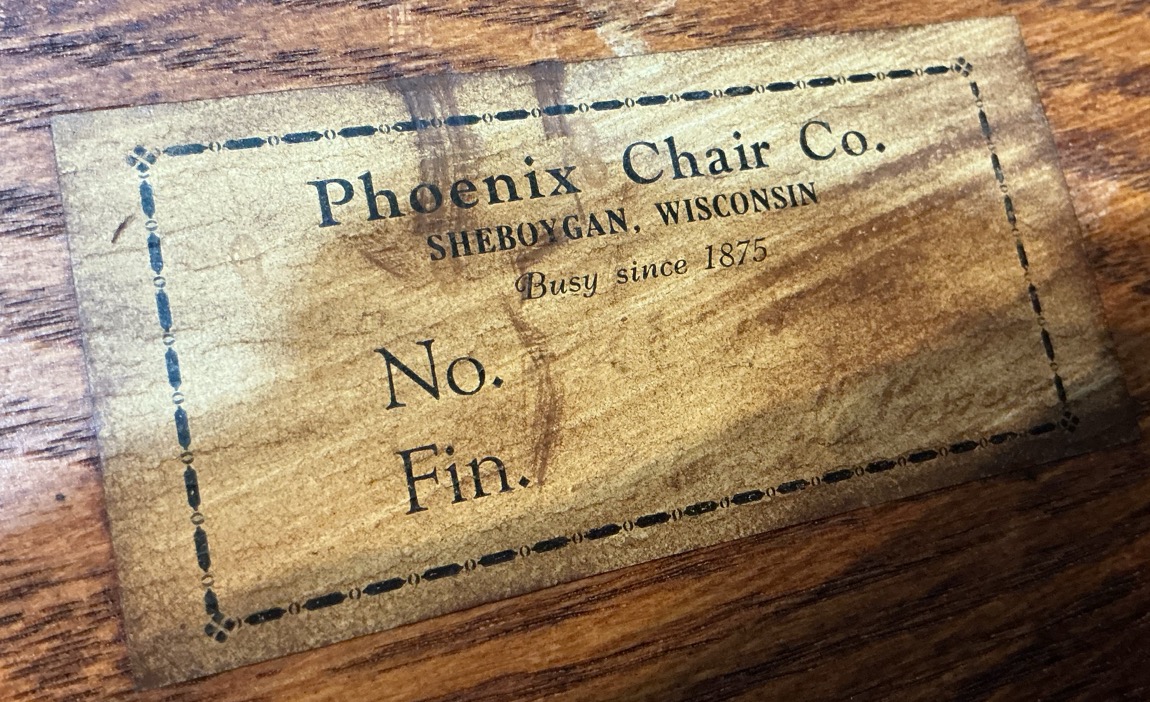 Phoenix Chair Co.
SHEBOYGAN, WISCONSIN
Busy since 1875
No.
Fin.